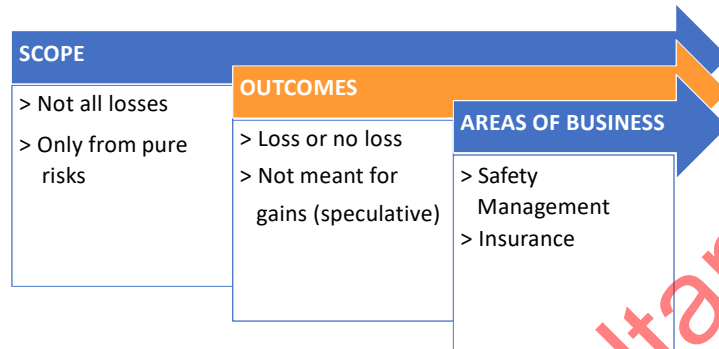 SCOPE
> Not all losses
> Only from pure
risks
OUTCOMES
> Loss or no loss
> Not meant for
gains (speculative)
AREAS OF BUSINESS
> Safety
Management
> Insurance